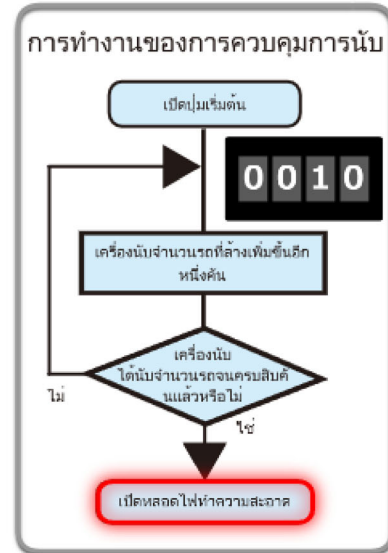 การทำงานของการควบคุมการนับ
เปิดปุ่มเริ่มต้น
0010
เครื่องนับจำนวนรถที่ล้างเพิ่มขึ้นอีก
หนึ่งคัน
เครื่องนับ
ได้นับจำนวนรถจนครบสิบคั
นแล้วหรือไม่
ไม่
ใช่
เปิดหลอดไฟทำความสะอาด